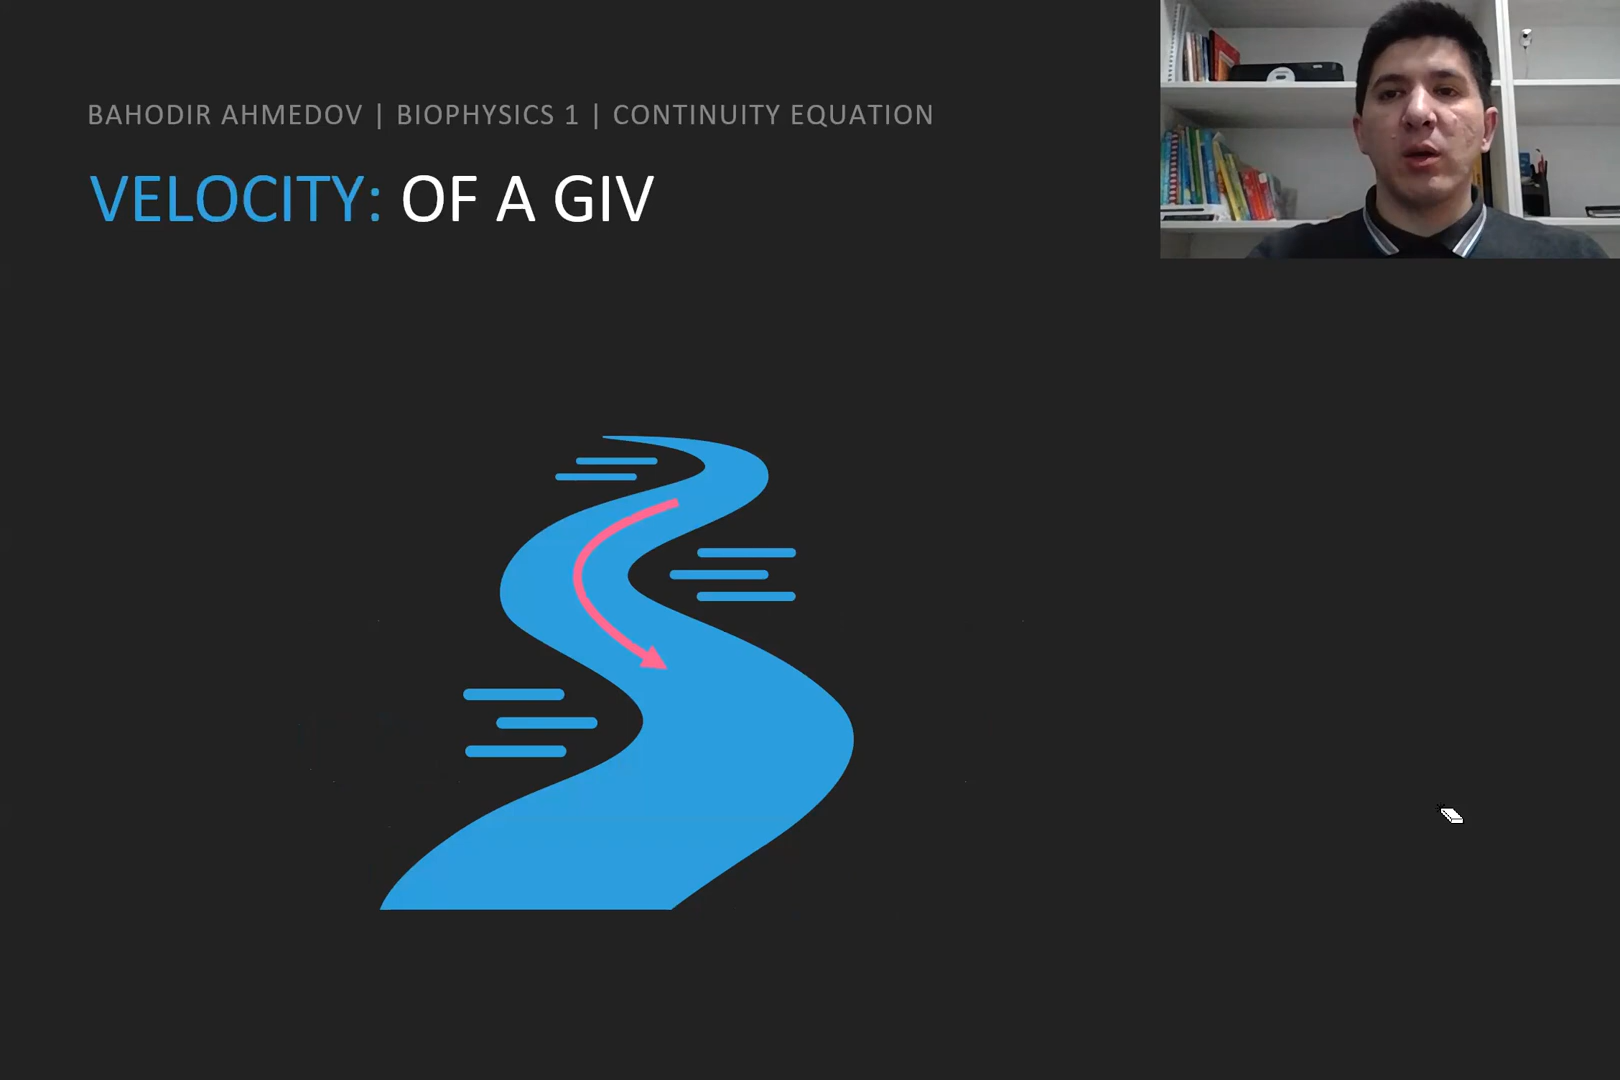 BAHODIR AHMEDOV | BIOPHYSICS 1 | CONTINUITY EQUATION
VELOCITY: OF A GIV